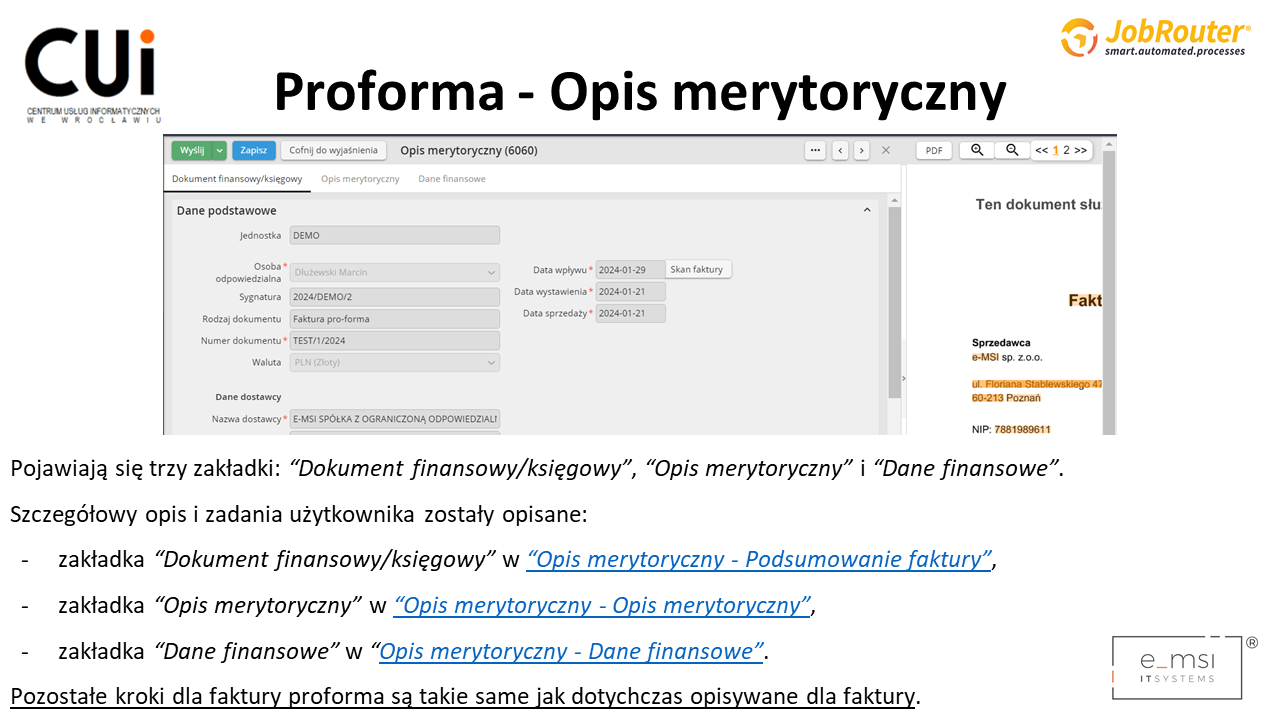 CUi
CENTRUM USŁUG INFORMATYCZNYCH
WE WROCŁAWIU
JobRouter®
smart.automated.processes
Proforma - Opis merytoryczny
Wyślij Zapisz Cofnij do wyjaśnienia Opis merytoryczny (6060) PDF << 1 2 >>
Dokument finansowy/księgowy Opis merytoryczny Dane finansowe
Dane podstawowe
Ten dokument słu
Jednostka DEMO
Osoba odpowiedzialna * Dłużewski Marcin
Data wpływu * 2024-01-29 Skan faktury
Sygnatura 2024/DEMO/2
Data wystawienia * 2024-01-21
Rodzaj dokumentu Faktura pro-forma
Data sprzedaży * 2024-01-21
Numer dokumentu * TEST/1/2024
Waluta PLN (Złoty)
Dane dostawcy
Nazwa dostawcy * E-MSI SPÓŁKA Z OGRANICZONĄ ODPOWIEDZIALN
Fakt
Sprzedawca
e-MSI sp. z.o.o.
ul. Floriana Stablewskiego 47
60-213 Poznań
NIP: 7881989611
Pojawiają się trzy zakładki: “Dokument finansowy/księgowy”, “Opis merytoryczny” i “Dane finansowe”.
Szczegółowy opis i zadania użytkownika zostały opisane:
- zakładka “Dokument finansowy/księgowy” w “Opis merytoryczny - Podsumowanie faktury”,
- zakładka “Opis merytoryczny” w “Opis merytoryczny - Opis merytoryczny”,
- zakładka “Dane finansowe” w “Opis merytoryczny - Dane finansowe”.
Pozostałe kroki dla faktury proforma są takie same jak dotychczas opisywane dla faktury.
e_msi ®
ITSYSTEMS